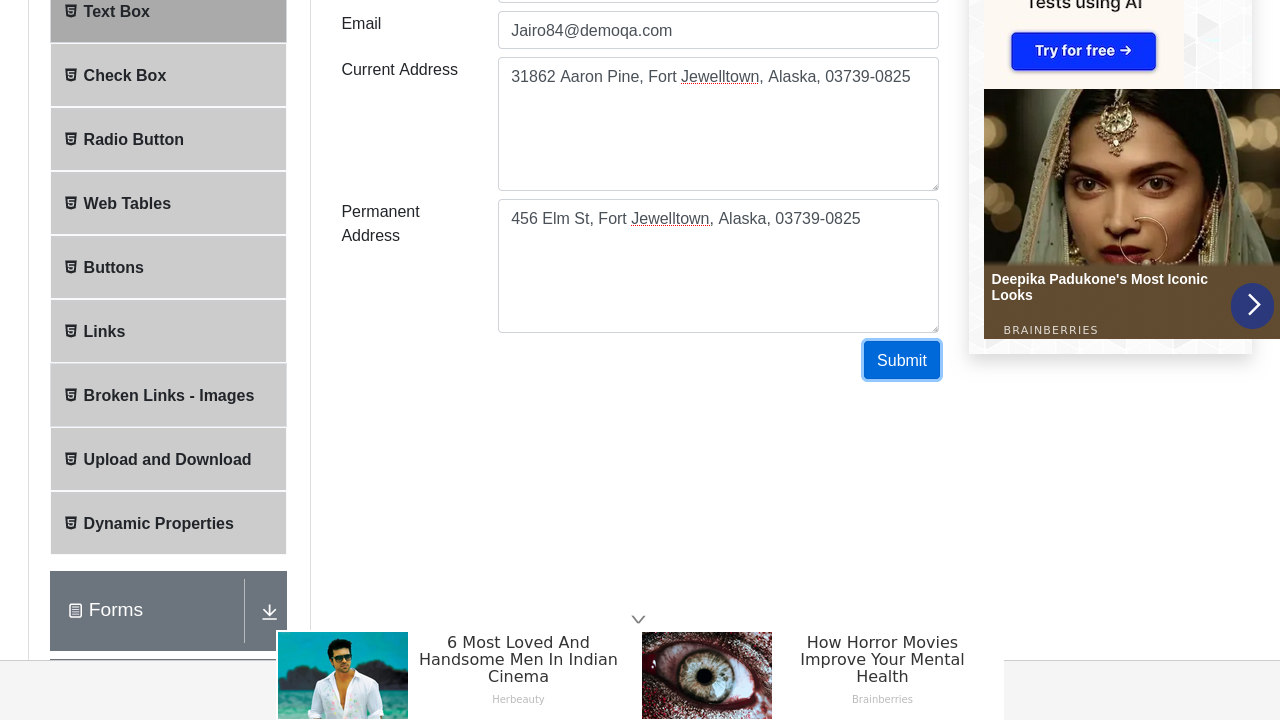 Text Box
Check Box
Radio Button
Web Tables
Buttons
Links
Broken Links - Images
Upload and Download
Dynamic Properties
Forms
Email
Jairo84@demoqa.com
Current Address
31862 Aaron Pine, Fort Jewelltown, Alaska, 03739-0825
Permanent
Address
456 Elm St, Fort Jewelltown, Alaska, 03739-0825
Submit
Tests using AI
Try for free →
Deepika Padukone's Most Iconic
Looks
BRAINBERRIES
6 Most Loved And
Handsome Men In Indian
Cinema
Herbeauty
How Horror Movies
Improve Your Mental
Health
Brainberries